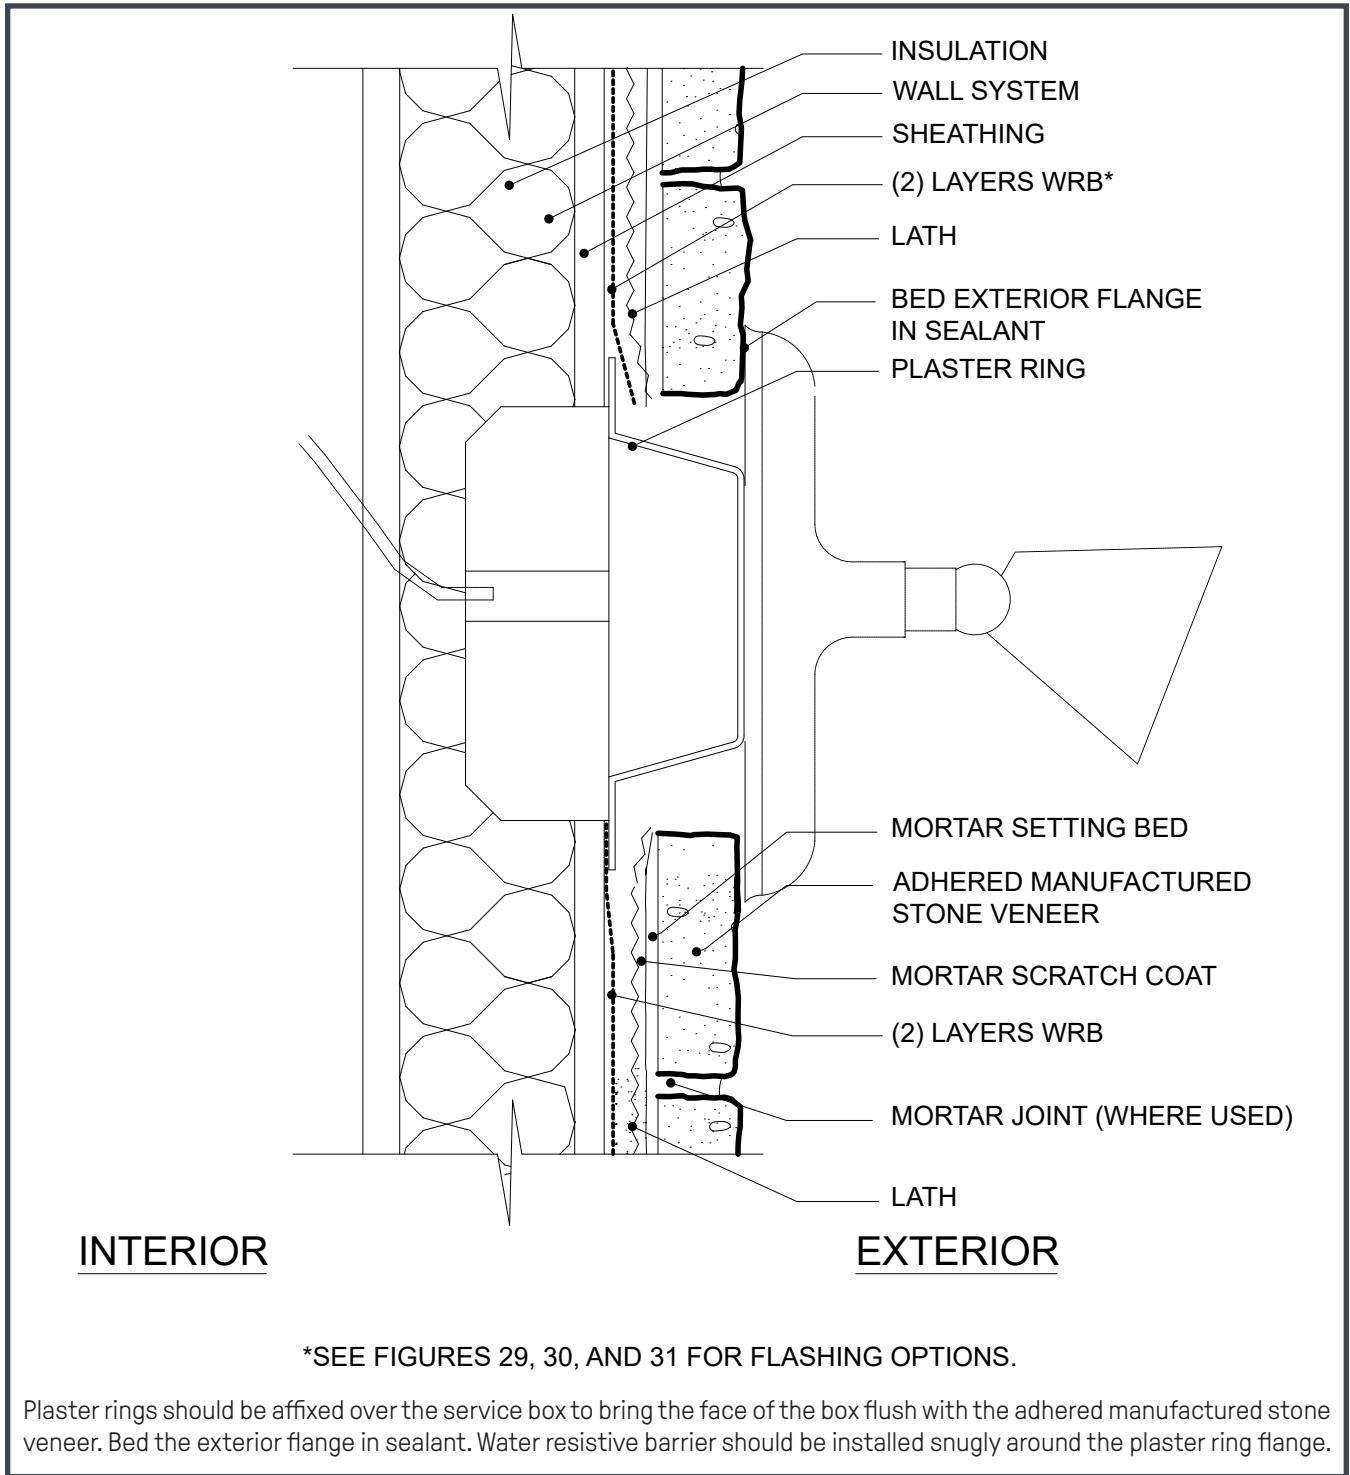 INSULATION
WALL SYSTEM
SHEATHING
(2) LAYERS WRB*
LATH
BED EXTERIOR FLANGE
IN SEALANT
PLASTER RING
MORTAR SETTING BED
ADHERED MANUFACTURED
STONE VENEER
MORTAR SCRATCH COAT
(2) LAYERS WRB
MORTAR JOINT (WHERE USED)
LATH
INTERIOR
EXTERIOR
*SEE FIGURES 29, 30, AND 31 FOR FLASHING OPTIONS.
Plaster rings should be affixed over the service box to bring the face of the box flush with the adhered manufactured stone
veneer. Bed the exterior flange in sealant. Water resistive barrier should be installed snugly around the plaster ring flange.